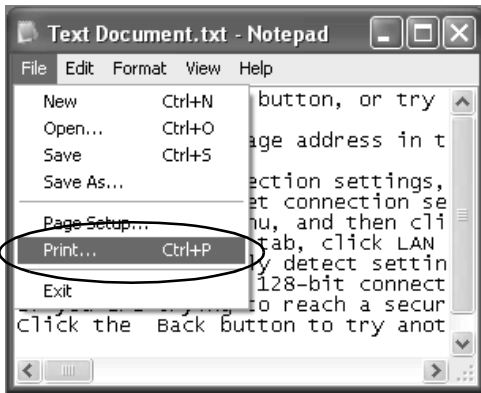 Text Document.txt - Notepad
File Edit Format View Help
New Ctrl+N
Open... Ctrl+O
Save Ctrl+S
Save As...
Page Setup...
Print... Ctrl+P
Exit
button, or try
age address in t
ection settings,
et connection se
nu, and then cli
tab, click LAN
ly detect settin
128-bit connect
to reach a secur
Click the Back button to try anot